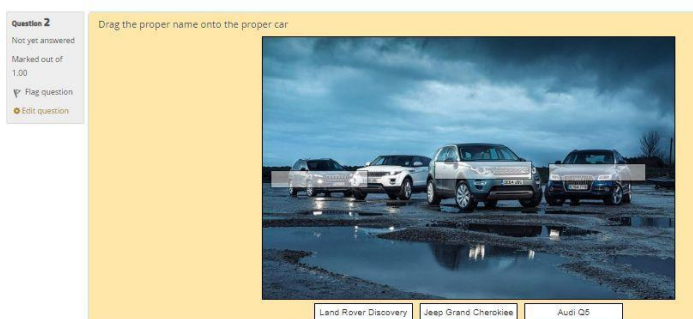 Question 2
Not yet answered
Marked out of
1.00
Flag question
Edit question
Drag the proper name onto the proper car
Land Rover Discovery
Jeep Grand Cherokiee
Audi Q5